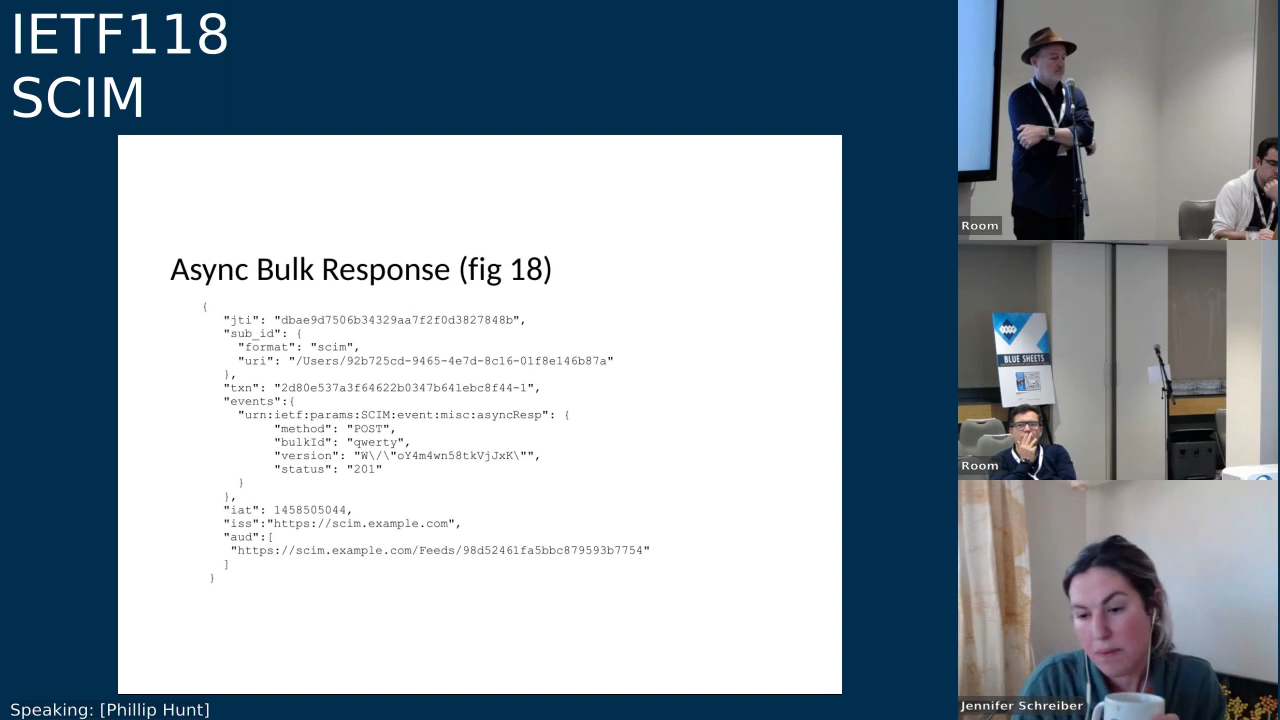 IETF118
SCIM
Async Bulk Response (fig 18)
{
"jti": "dbae9d7506b34329aa7f2f0d3827848b",
"sub_id": {
"format": "scim",
"uri": "/Users/92b725cd-9465-4e7d-8c16-01f8e146b87a"
},
"txn": "2d80e537a3f64622b0347b641ebc8f44-1",
"events":{
"urn:ietf:params:SCIM:event:misc:asyncResp": {
"method": "POST",
"bulkId": "qwerty",
"version": "W\/\"oY4m4wn58tkVjJxK\"",
"status": "201"
}
},
"iat": 1458505044,
"iss":"https://scim.example.com",
"aud":[
"https://scim.example.com/Feeds/98d52461fa5bbc879593b7754"
]
}
Room
BLUE SHEETS
Room
Jennifer Schreiber
Speaking: [Phillip Hunt]